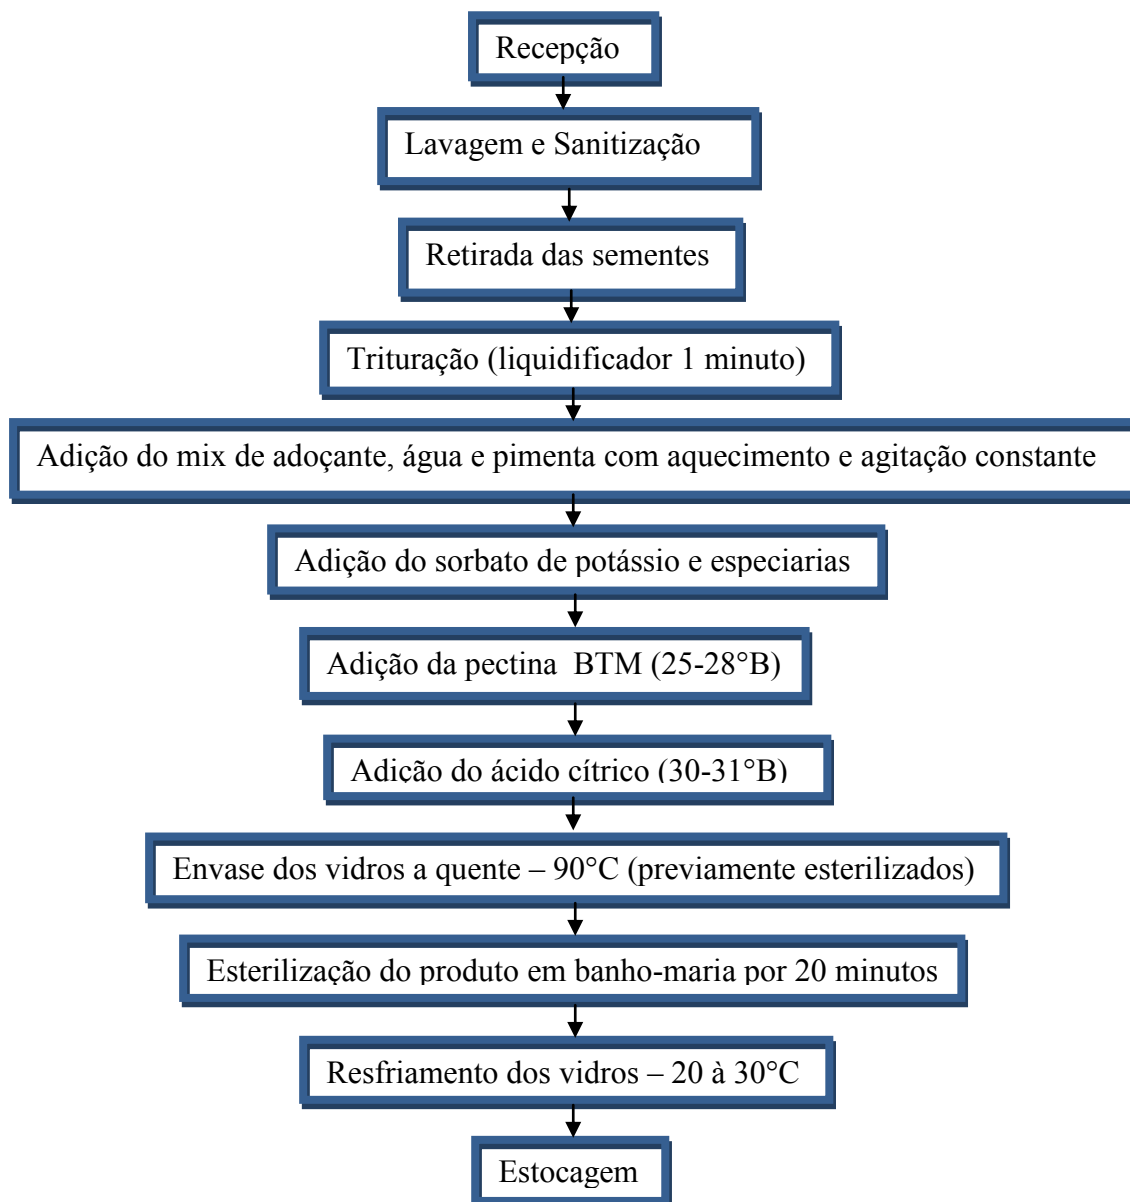 Recepção
Lavagem e Sanitização
Retirada das sementes
Trituração (liquidificador 1 minuto)
Adição do mix de adoçante, água e pimenta com aquecimento e agitação constante
Adição do sorbato de potássio e especiarias
Adição da pectina  BTM (25-28°B)
Adição do ácido cítrico (30-31°B)
Envase dos vidros a quente – 90°C (previamente esterilizados)
Esterilização do produto em banho-maria por 20 minutos
Resfriamento dos vidros – 20 à 30°C
Estocagem